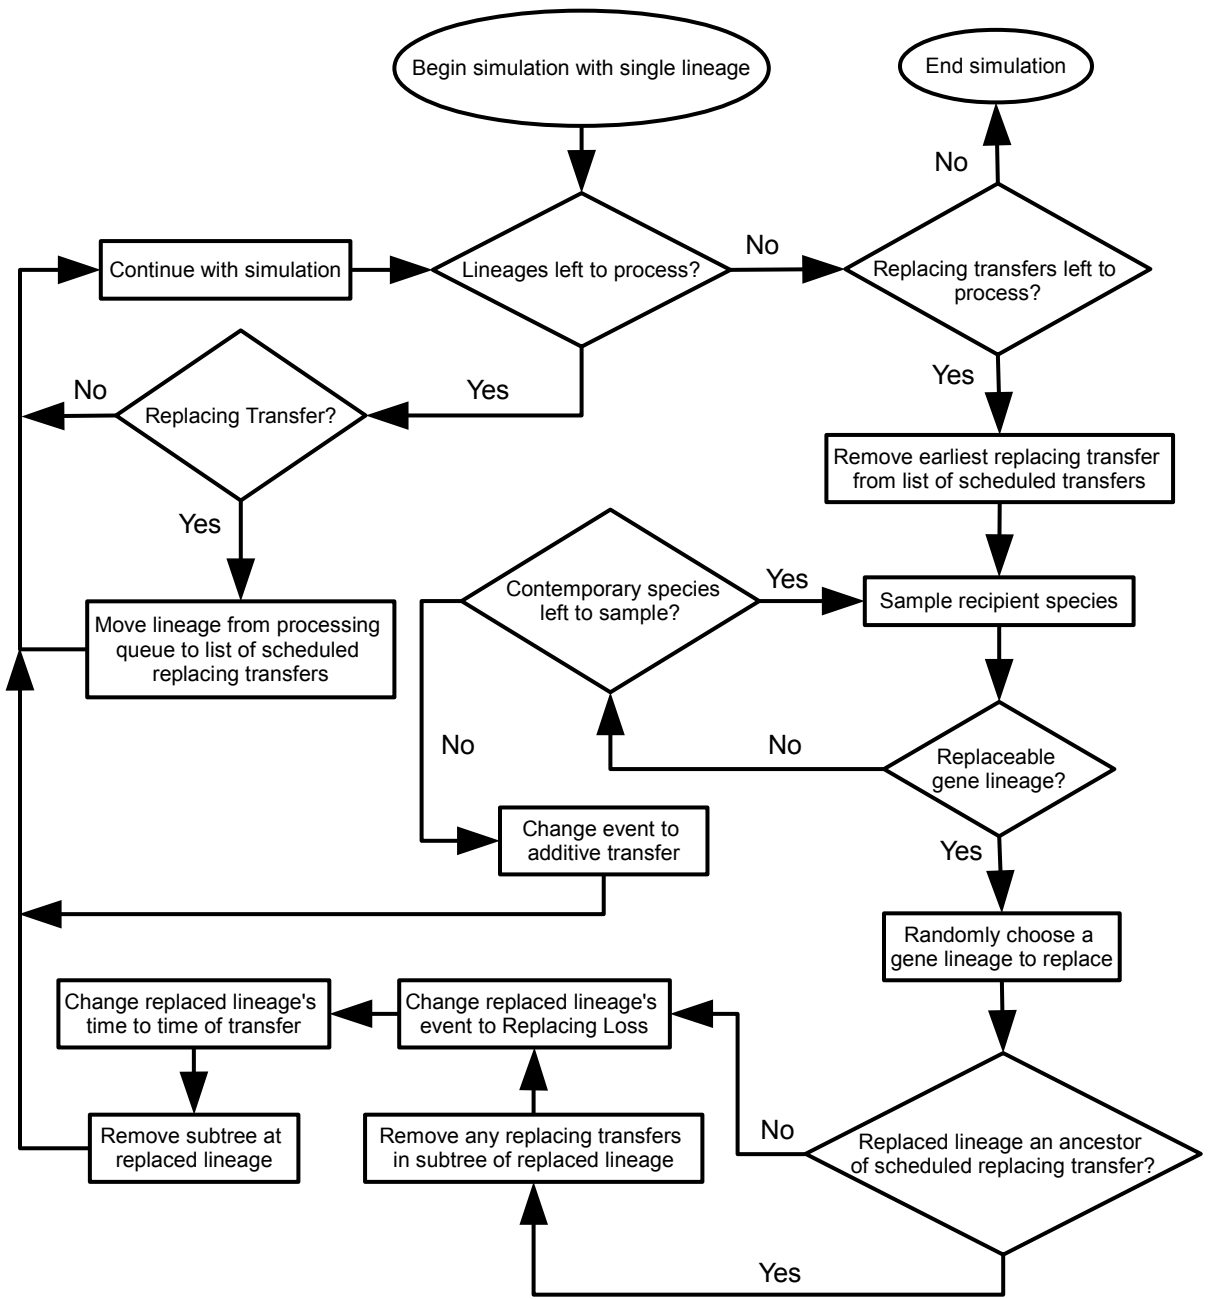 Begin simulation with single lineage
End simulation
No
Continue with simulation
Lineages left to process?
No
Replacing transfers left to
process?
No
Replacing Transfer?
Yes
Yes
Remove earliest replacing transfer
from list of scheduled transfers
Yes
Contemporary species
left to sample?
Yes
Sample recipient species
Move lineage from processing
queue to list of scheduled
replacing transfers
No
No
Replaceable
gene lineage?
Change event to
additive transfer
Yes
Randomly choose a
gene lineage to replace
Change replaced lineage's
time to time of transfer
Change replaced lineage's
event to Replacing Loss
Remove subtree at
replaced lineage
Remove any replacing transfers
in subtree of replaced lineage
No
Replaced lineage an ancestor
of scheduled replacing transfer?
Yes